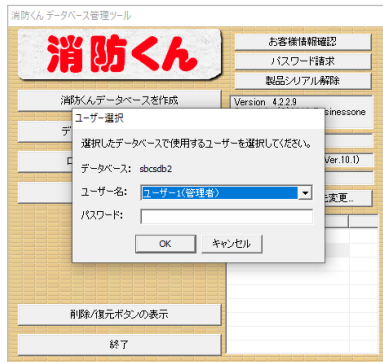 消防くん データベース管理ツール
消防くん
お客様情報確認
パスワード請求
製品シリアル解除
消防くんデータベースを作成
Version 4.2.2.9
sinessone
ユーザー選択
選択したデータベースで使用するユーザーを選択してください。
データベース: sbcsdb2
Ver.10.1)
ユーザー名: ユーザー1(管理者)
先変更...
パスワード:
OK
キャンセル
削除/復元ボタンの表示
終了